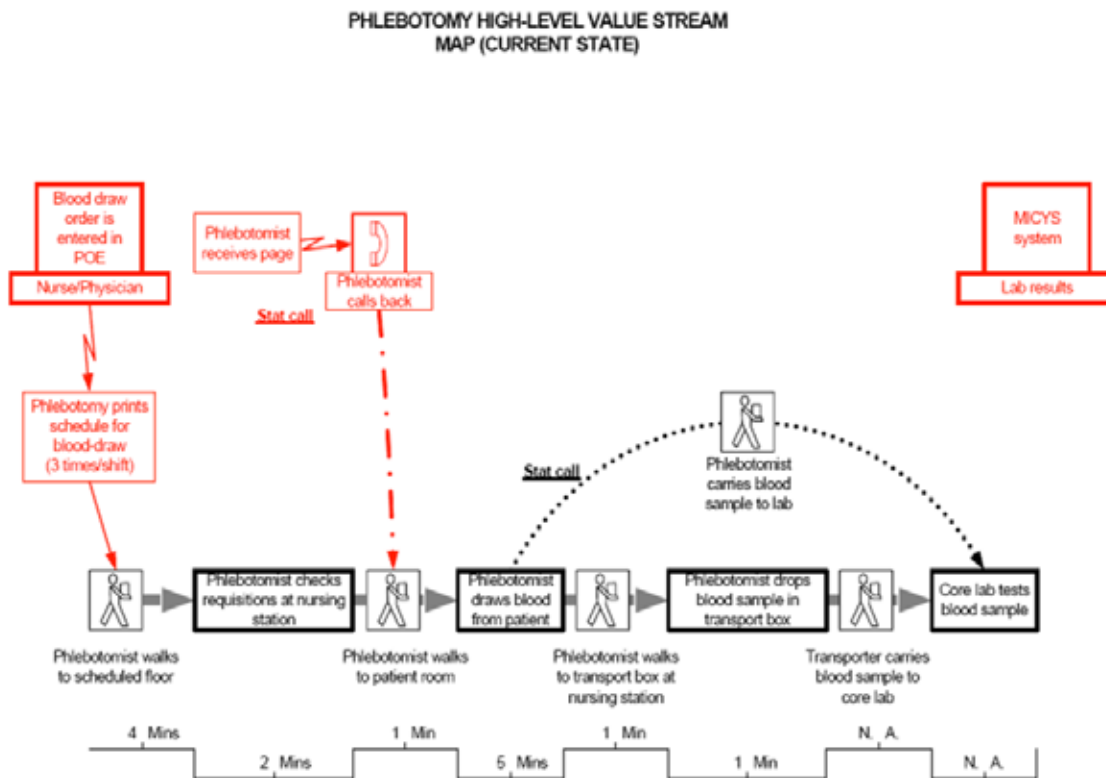 PHLEBOTOMY HIGH-LEVEL VALUE STREAM
MAP (CURRENT STATE)
Blood draw
order is
entered in
POE
Nurse/Physician
Phlebotomist
receives page
Phlebotomist
calls back
Stat call
MICYS
system
Lab results
Phlebotomy prints
schedule for
blood-draw
(3 times/shift)
Stat call
Phlebotomist
carries blood
sample to lab
Phlebotomist checks
requisitions at nursing
station
Phlebotomist
draws blood
from patient
Phlebotomist drops
blood sample in
transport box
Core lab tests
blood sample
Phlebotomist walks
to scheduled floor
Phlebotomist walks
to patient room
Phlebotomist walks
to transport box at
nursing station
Transporter carries
blood sample to
core lab
4 Mins
2 Mins
1 Min
5 Mins
1 Min
1 Min
N. A.
N. A.